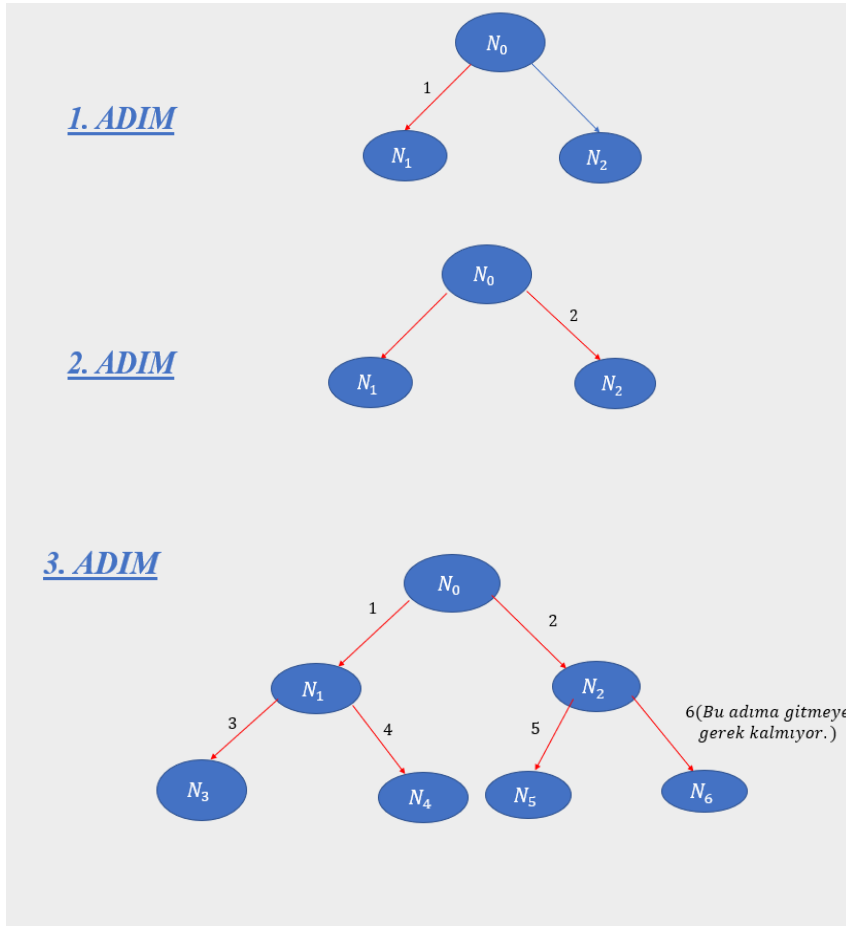 N₀
1
1. ADIM
N₁
N₂
N₀
2
2. ADIM
N₁
N₂
3. ADIM
N₀
1
2
N₁
N₂
3
4
5
6(Bu adıma gitmeye
gerek kalmıyor.)
N₃
N₄
N₅
N₆